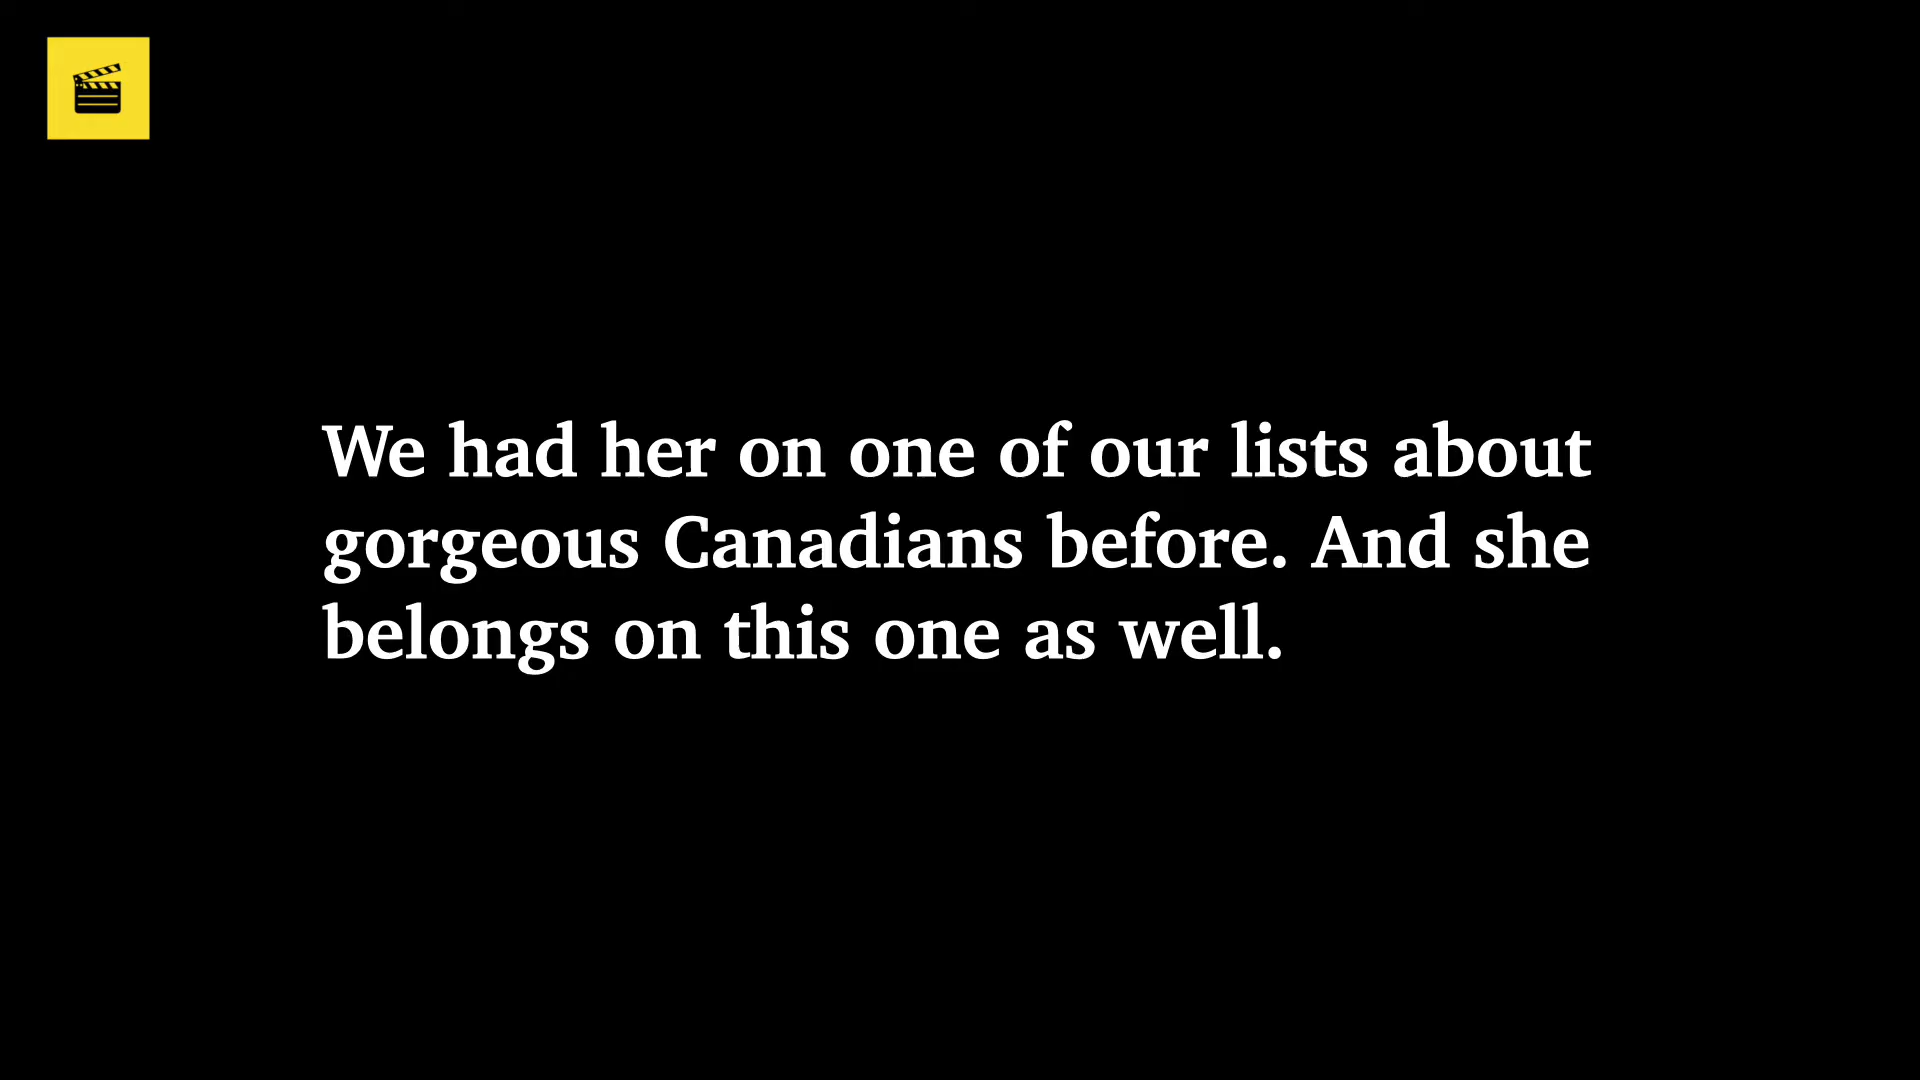 We had her on one of our lists about
gorgeous Canadians before. And she
belongs on this one as well.